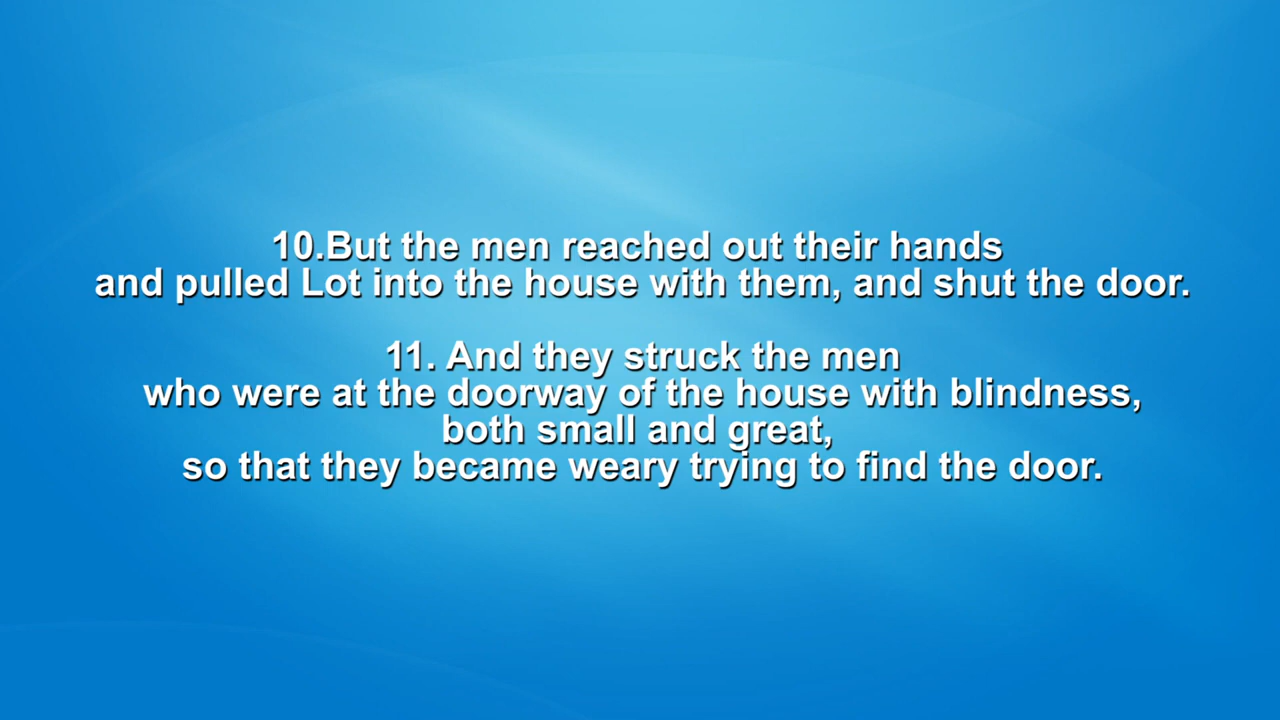 10.But the men reached out their hands
and pulled Lot into the house with them, and shut the door.
11. And they struck the men
who were at the doorway of the house with blindness,
both small and great,
so that they became weary trying to find the door.